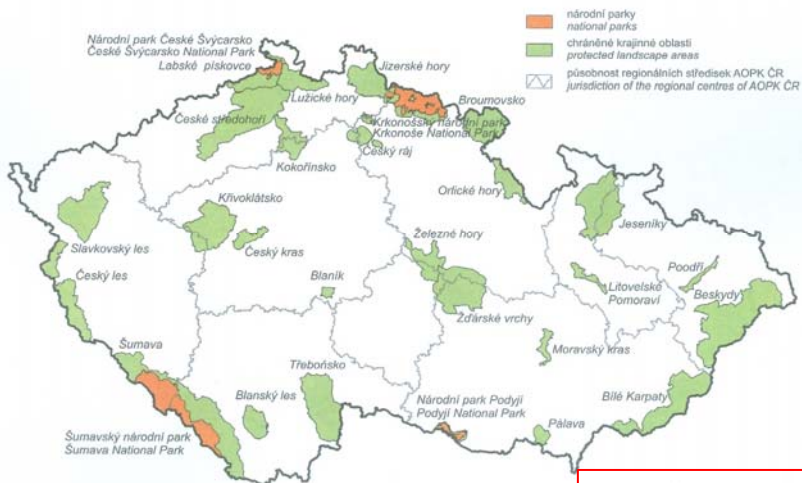 národní parky
national parks
chráněné krajinné oblasti
protected landscape areas
působnost regionálních středisek AOPK ČR
jurisdiction of the regional centres of AOPK ČR
Národní park České Švýcarsko
České Švýcarsko National Park
Labské pískovce
Jizerské hory
Lužické hory
Broumovsko
České středohoří
Krkonošský národní park
Krkonoše National Park
Český ráj
Kokořínsko
Orlické hory
Křivoklátsko
Slavkovský les
Český kras
Železné hory
Jeseníky
Český les
Blaník
Litovelské
Pomoraví
Poodří
Beskydy
Žďárské vrchy
Šumava
Moravský kras
Třeboňsko
Blanský les
Národní park Podyjí
Podyjí National Park
Bílé Karpaty
Pálava
Šumavský národní park
Šumava National Park